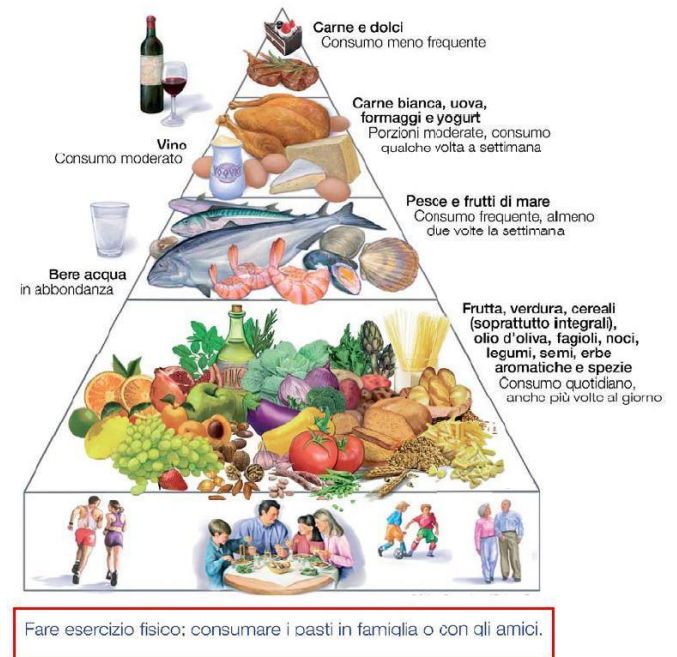 Carne e dolci
Consumo meno frequente
Carne bianca, uova,
formaggi e yogurt
Porzioni moderate, consumo
qualche volta a settimana
Vino
Consumo moderato
YOGURT
Pesce e frutti di mare
Consumo frequente, almeno
due volte la settimana
Bere acqua
in abbondanza
Frutta, verdura, cereali
(soprattutto integrali),
olio d'oliva, fagioli, noci,
legumi, semi, erbe
aromatiche e spezie
Consumo quotidiano,
anche più volte al giorno
Fare esercizio fisico; consumare i pasti in famiglia o con gli amici.